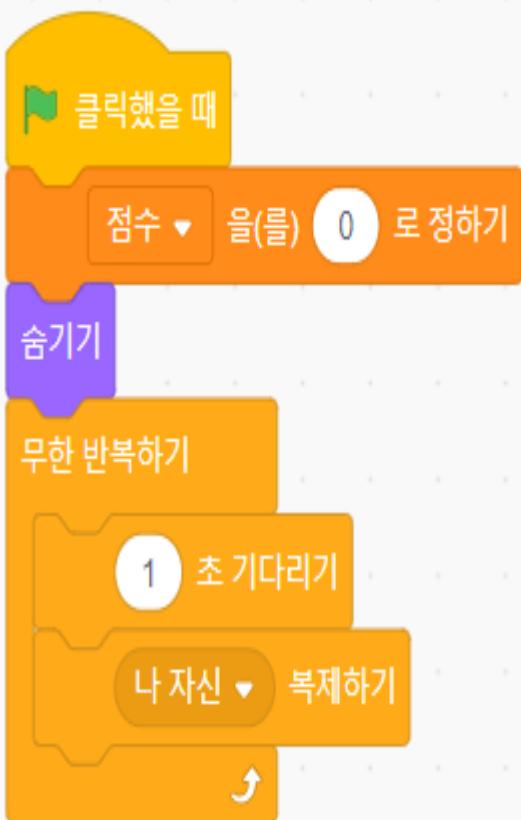 클릭했을 때
점수 을(를) 0 로 정하기
숨기기
무한 반복하기
1 초 기다리기
나 자신 복제하기